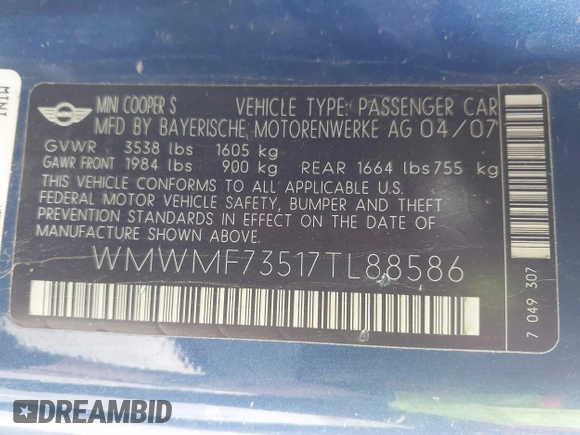 MINI
MINI COOPER S VEHICLE TYPE: PASSENGER CAR
MFD BY BAYERISCHE MOTORENWERKE AG 04/07
GVWR 3538 lbs 1605 kg
GAWR FRONT 1984 lbs 900 kg REAR 1664 lbs755 kg
THIS VEHICLE CONFORMS TO ALL APPLICABLE U.S.
FEDERAL MOTOR VEHICLE SAFETY, BUMPER AND THEFT
PREVENTION STANDARDS IN EFFECT ON THE DATE OF
MANUFACTURE SHOWN ABOVE.
WMWMF73517TL88586
7 049 307
DREAMBID